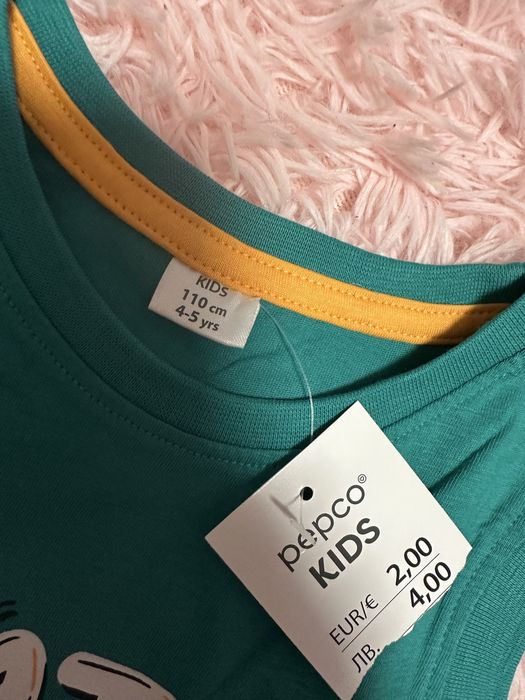 KIDS
110 cm
4-5 yrs
pepco©
KIDS
EUR/€ 2,00
ЛВ. 4,00